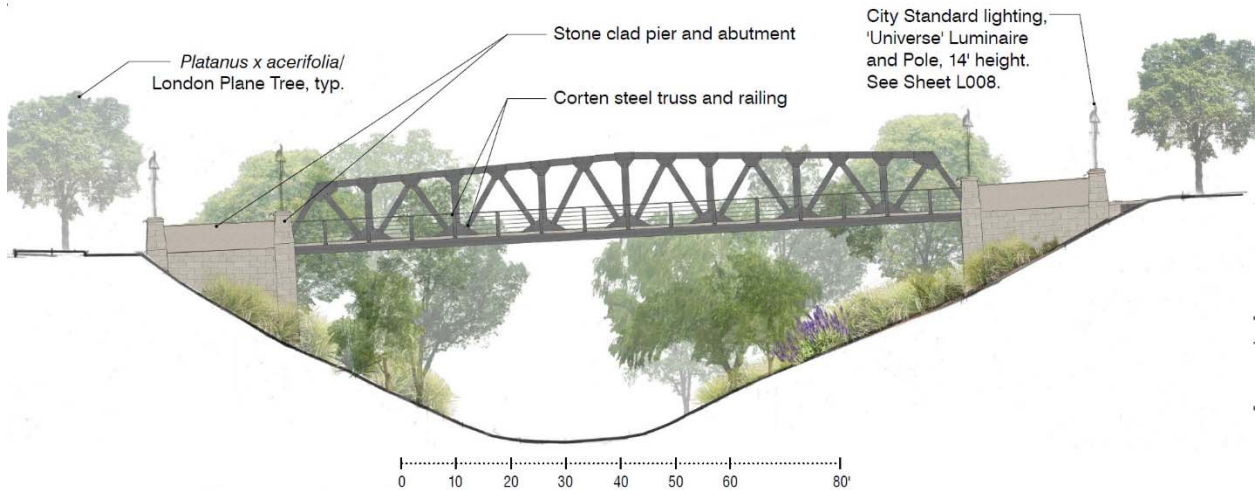 Platanus x acerifolia/
London Plane Tree, typ.
Stone clad pier and abutment
Corten steel truss and railing
City Standard lighting,
'Universe' Luminaire
and Pole, 14' height.
See Sheet L008.
0 10 20 30 40 50 60 80'